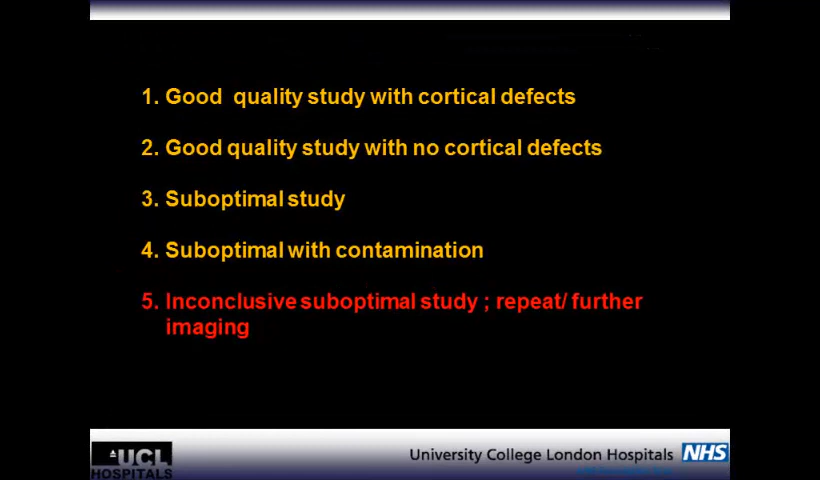 1. Good quality study with cortical defects
2. Good quality study with no cortical defects
3. Suboptimal study
4. Suboptimal with contamination
5. Inconclusive suboptimal study ; repeat/ further
imaging
UCL
HOSPITALS
University College London Hospitals NHS